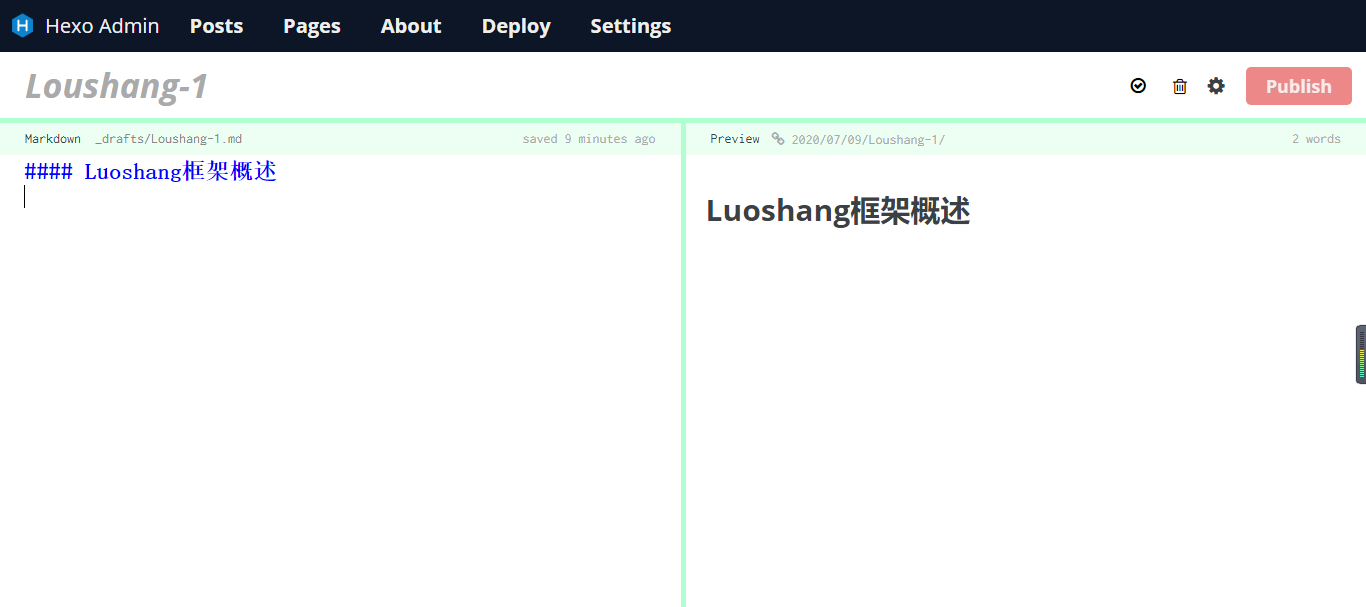 Hexo Admin Posts Pages About Deploy Settings
Loushang-1
Publish
Markdown _drafts/Loushang-1.md saved 9 minutes ago
Preview 2020/07/09/Loushang-1/ 2 words
#### Luoshang框架概述
Luoshang框架概述